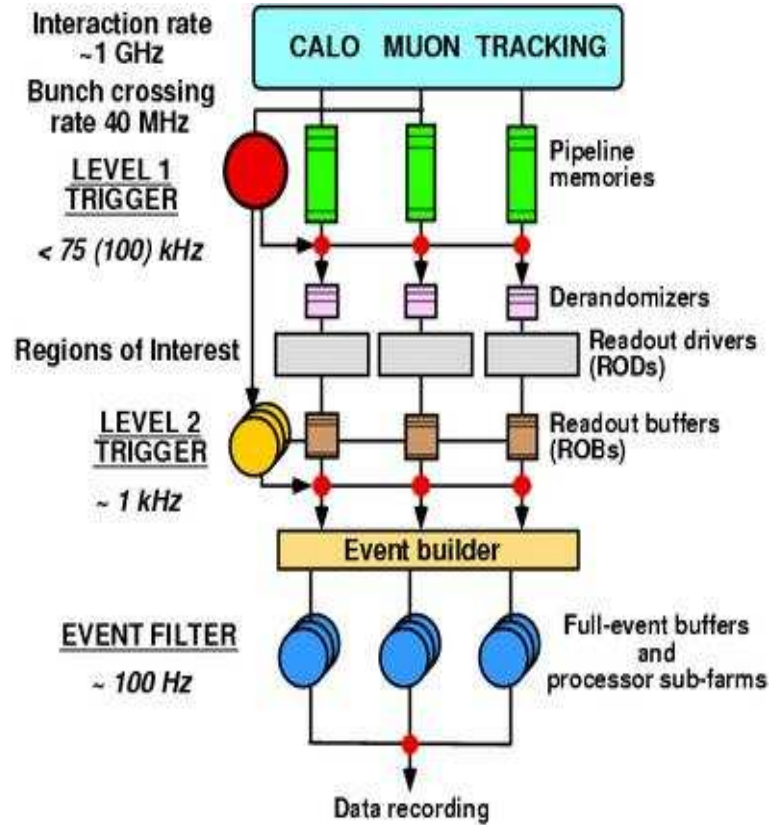 Interaction rate
~1 GHz
CALO MUON TRACKING
Bunch crossing
rate 40 MHz
LEVEL 1
TRIGGER
< 75 (100) kHz
Pipeline
memories
Derandomizers
Regions of Interest
Readout drivers
(RODs)
LEVEL 2
TRIGGER
~ 1 kHz
Readout buffers
(ROBs)
Event builder
EVENT FILTER
~ 100 Hz
Full-event buffers
and
processor sub-farms
Data recording